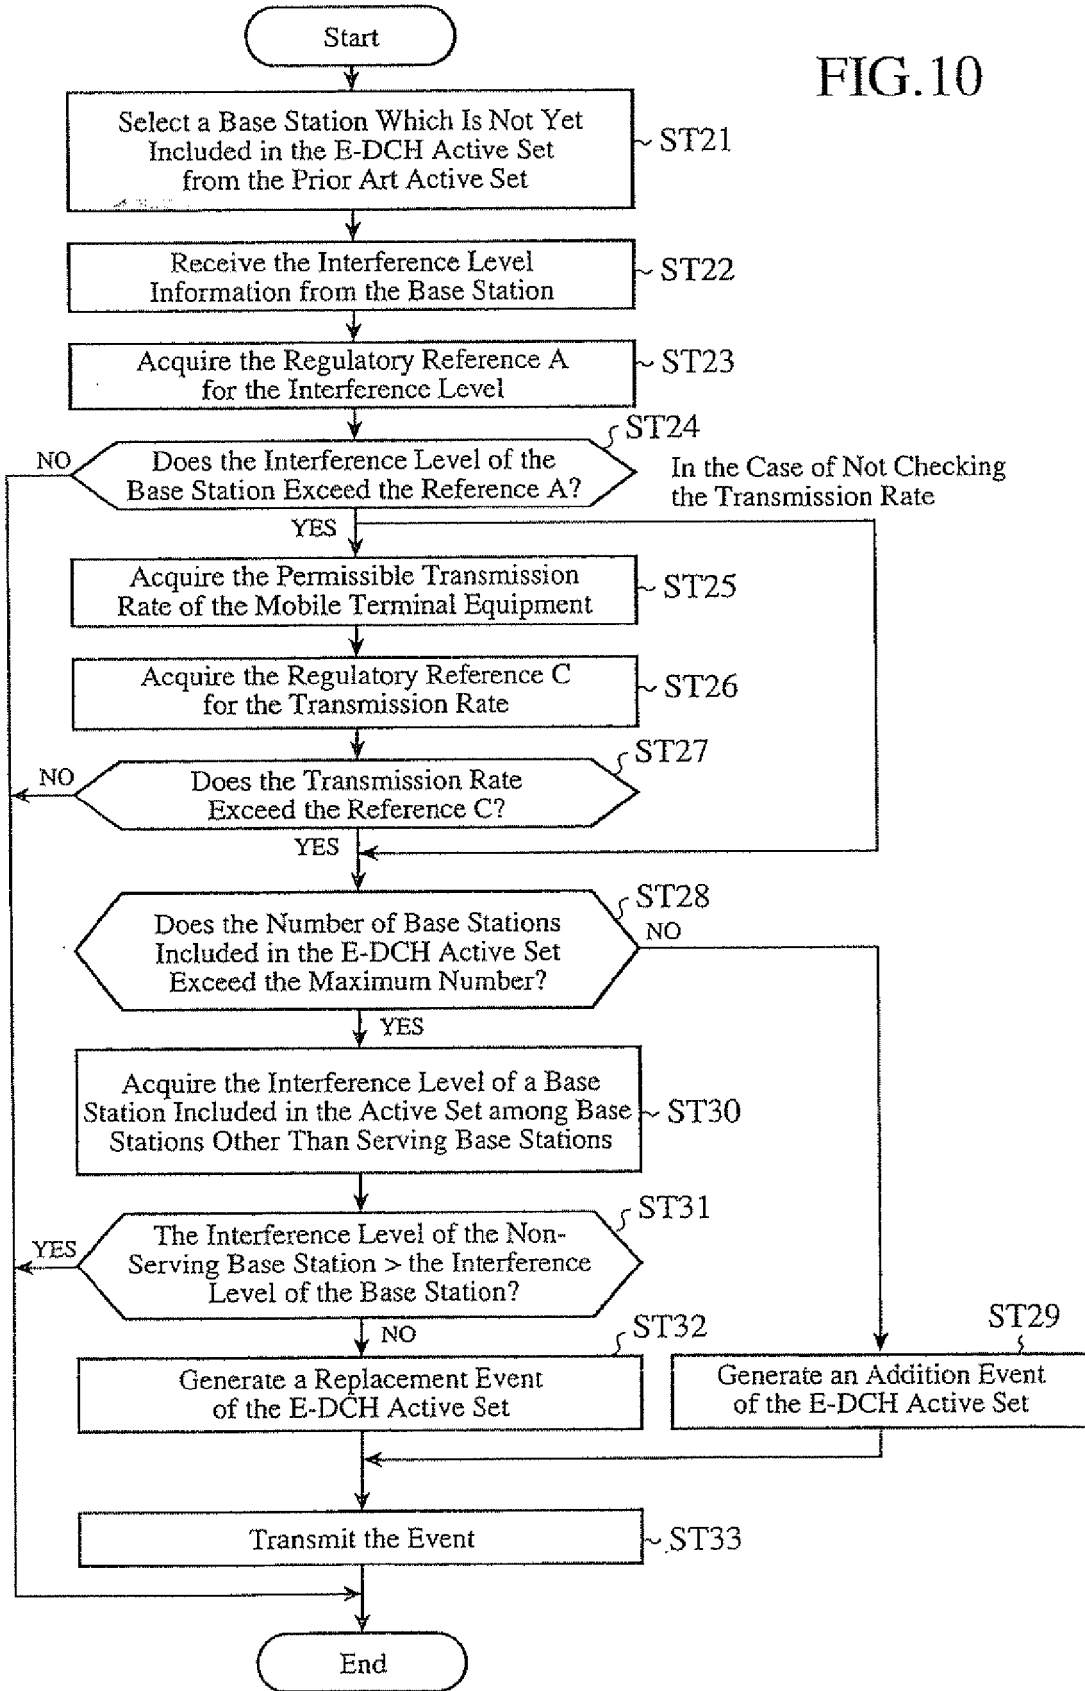 Start
FIG.10
Select a Base Station Which Is Not Yet
Included in the E-DCH Active Set
from the Prior Art Active Set
ST21
Receive the Interference Level
Information from the Base Station
ST22
Acquire the Regulatory Reference A
for the Interference Level
ST23
ST24
NO
Does the Interference Level of the
Base Station Exceed the Reference A?
In the Case of Not Checking
the Transmission Rate
YES
Acquire the Permissible Transmission
Rate of the Mobile Terminal Equipment
ST25
Acquire the Regulatory Reference C
for the Transmission Rate
ST26
ST27
NO
Does the Transmission Rate
Exceed the Reference C?
YES
ST28
Does the Number of Base Stations
Included in the E-DCH Active Set
Exceed the Maximum Number?
NO
YES
Acquire the Interference Level of a Base
Station Included in the Active Set among Base
Stations Other Than Serving Base Stations
ST30
ST31
YES
The Interference Level of the Non-
Serving Base Station > the Interference
Level of the Base Station?
NO
ST32
ST29
Generate a Replacement Event
of the E-DCH Active Set
Generate an Addition Event
of the E-DCH Active Set
Transmit the Event
ST33
End